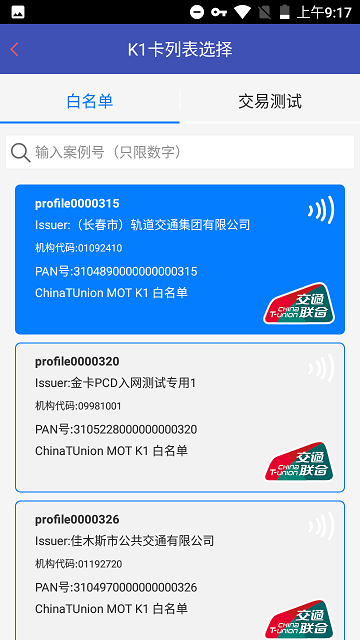 上午9:17
K1卡列表选择
白名单
交易测试
输入案例号（只限数字）
profile0000315
Issuer:（长春市）轨道交通集团有限公司
机构代码:01092410
PAN号:3104890000000000315
ChinaTUnion MOT K1 白名单
交通
CHINA
T-UNION 联合
profile0000320
Issuer:金卡PCD入网测试专用1
机构代码:09981001
PAN号:3105228000000000320
ChinaTUnion MOT K1 白名单
交通
CHINA
T-UNION 联合
profile0000326
Issuer:佳木斯市公共交通有限公司
机构代码:01192720
PAN号:3104970000000000326
ChinaTUnion MOT K1 白名单
交通
CHINA
T-UNION 联合